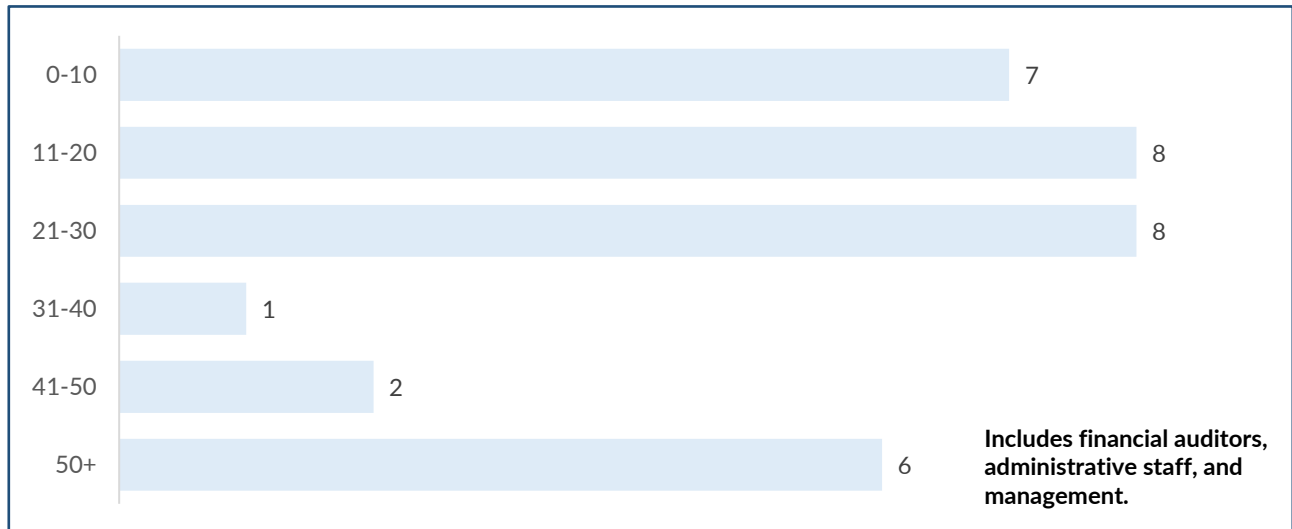 0-10 7
11-20 8
21-30 8
31-40 1
41-50 2
50+ 6
Includes financial auditors,
administrative staff, and
management.